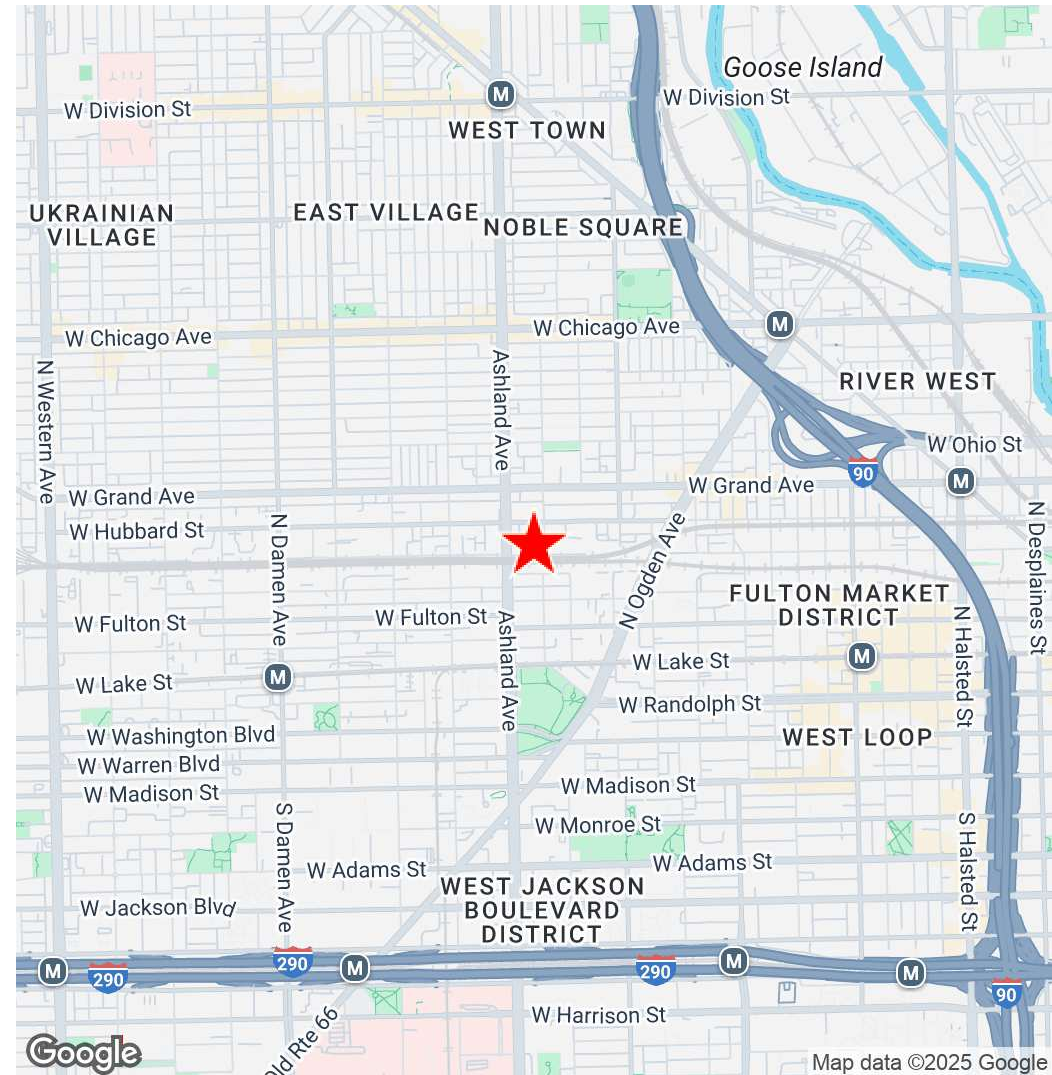 Goose Island
M
W Division St
W Division St
WEST TOWN
UKRAINIAN
VILLAGE
EAST VILLAGE
NOBLE SQUARE
M
W Chicago Ave
W Chicago Ave
N Western Ave
Ashland Ave
RIVER WEST
W Ohio St
90
M
W Grand Ave
W Grand Ave
W Hubbard St
N Damen Ave
N Ogden Ave
N Desplaines St
FULTON MARKET
DISTRICT
W Fulton St
W Fulton St
Ashland Ave
N Halsted St
M
W Lake St
W Lake St
M
W Randolph St
W Washington Blvd
WEST LOOP
W Warren Blvd
W Madison St
W Madison St
S Damen Ave
W Monroe St
S Halsted St
W Adams St
W Adams St
WEST JACKSON
BOULEVARD
DISTRICT
W Jackson Blvd
M
290
290
M
290
M
M
90
Old Rte 66
W Harrison St
Google
Map data ©2025 Google